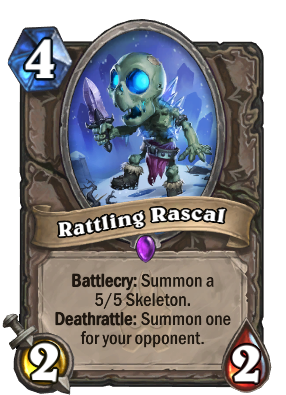 4
Rattling Rascal
Battlecry: Summon a
5/5 Skeleton.
Deathrattle: Summon one
for your opponent.
2 2